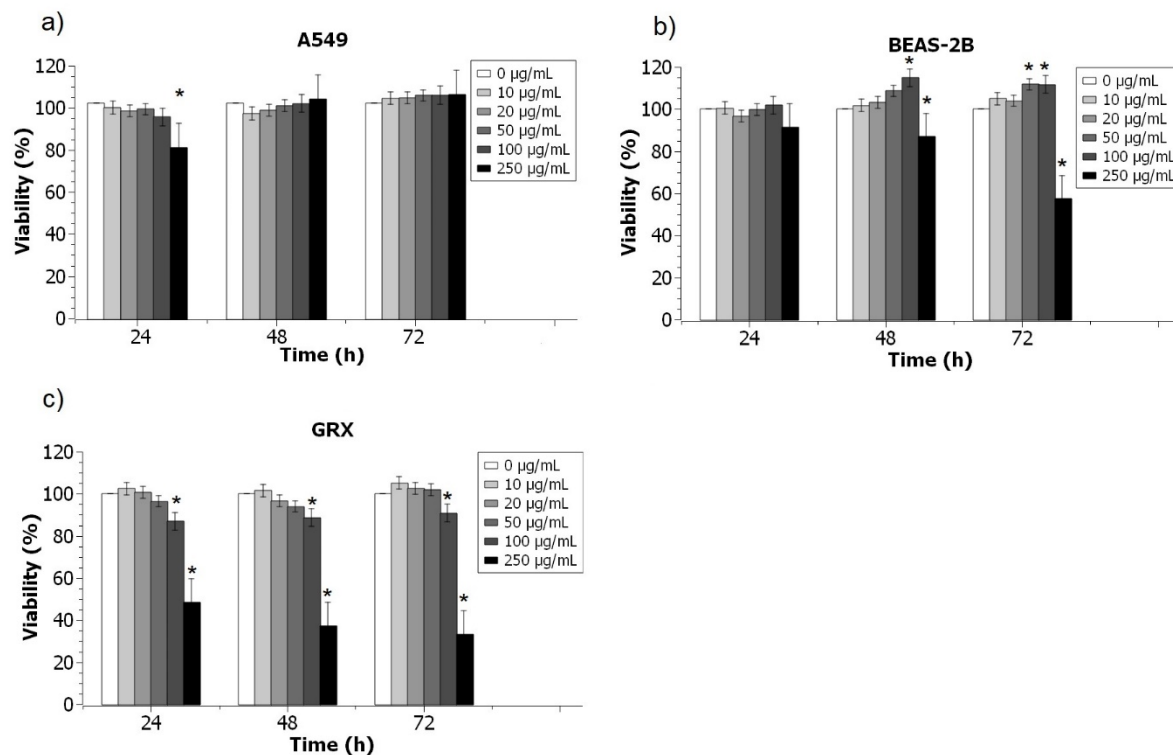 a)
A549
Viability (%)
120
100
80
60
40
20
0
24
48
72
Time (h)
0 µg/mL
10 µg/mL
20 µg/mL
50 µg/mL
100 µg/mL
250 µg/mL
*
b)
BEAS-2B
Viability (%)
120
100
80
60
40
20
0
24
48
72
Time (h)
0 µg/mL
10 µg/mL
20 µg/mL
50 µg/mL
100 µg/mL
250 µg/mL
*
*
* *
*
c)
GRX
Viability (%)
120
100
80
60
40
20
0
24
48
72
Time (h)
0 µg/mL
10 µg/mL
20 µg/mL
50 µg/mL
100 µg/mL
250 µg/mL
*
*
*
*
*
*